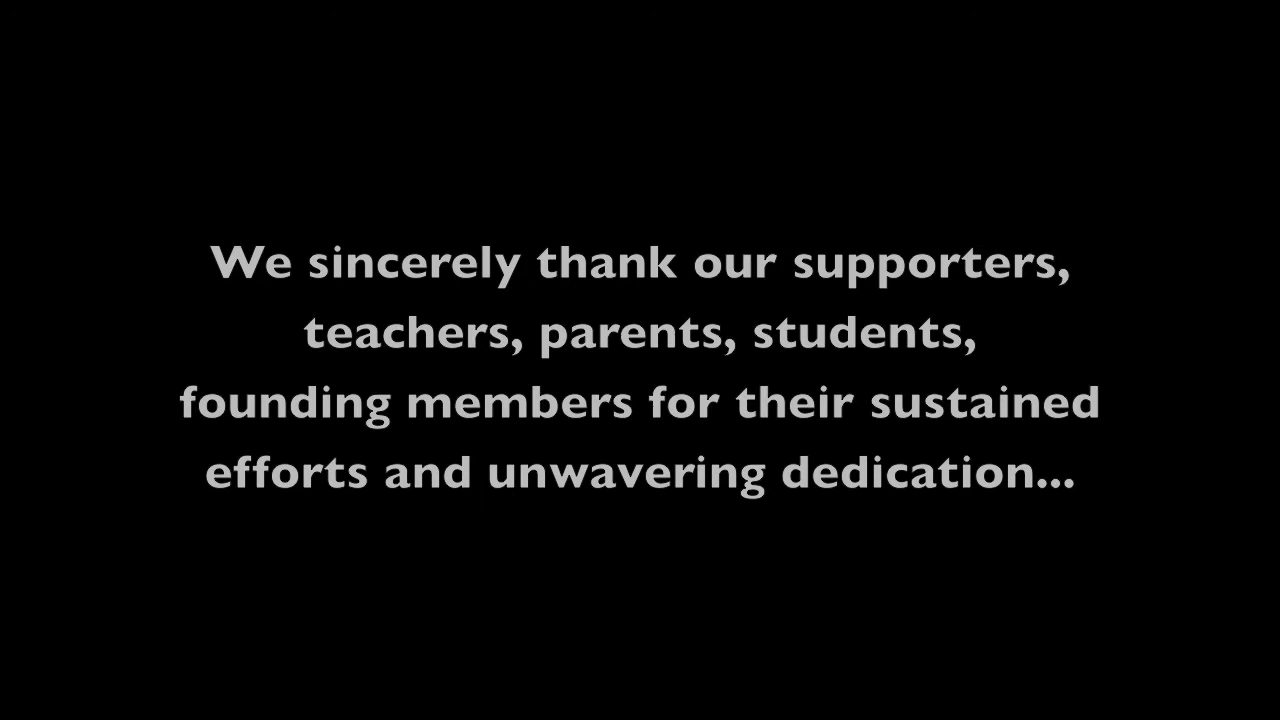 We sincerely thank our supporters,
teachers, parents, students,
founding members for their sustained
efforts and unwavering dedication...